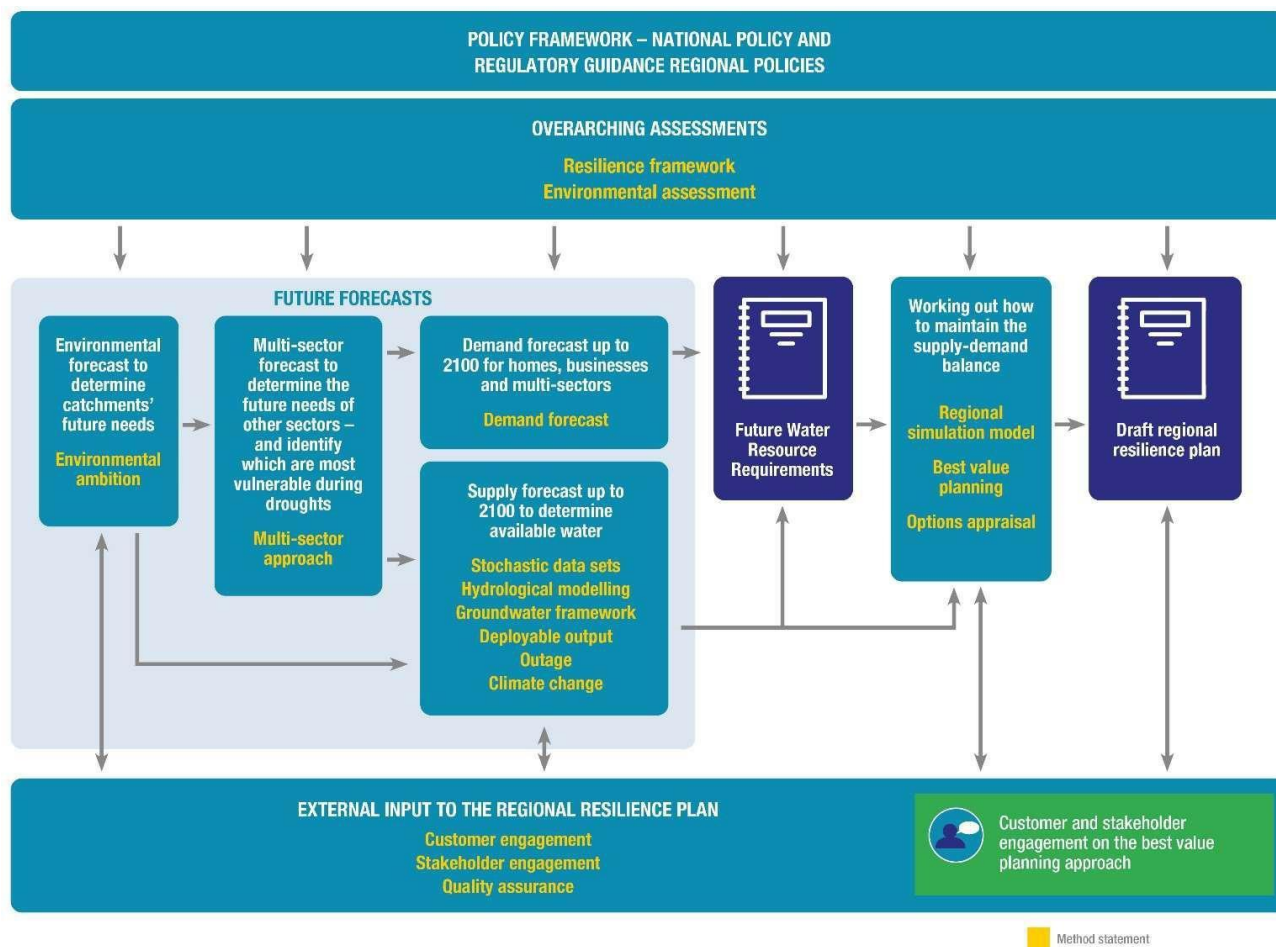 POLICY FRAMEWORK – NATIONAL POLICY AND
REGULATORY GUIDANCE REGIONAL POLICIES
OVERARCHING ASSESSMENTS
Resilience framework
Environmental assessment
FUTURE FORECASTS
Environmental
forecast to
determine
catchments’
future needs
Environmental
ambition
Multi-sector
forecast to
determine the
future needs of
other sectors –
and identify
which are most
vulnerable during
droughts
Multi-sector
approach
Demand forecast up to
2100 for homes, businesses
and multi-sectors
Demand forecast
Supply forecast up to
2100 to determine
available water
Stochastic data sets
Hydrological modelling
Groundwater framework
Deployable output
Outage
Climate change
Future Water
Resource
Requirements
Working out how
to maintain the
supply-demand
balance
Regional
simulation model
Best value
planning
Options appraisal
Draft regional
resilience plan
EXTERNAL INPUT TO THE REGIONAL RESILIENCE PLAN
Customer engagement
Stakeholder engagement
Quality assurance
Customer and stakeholder
engagement on the best value
planning approach
Method statement